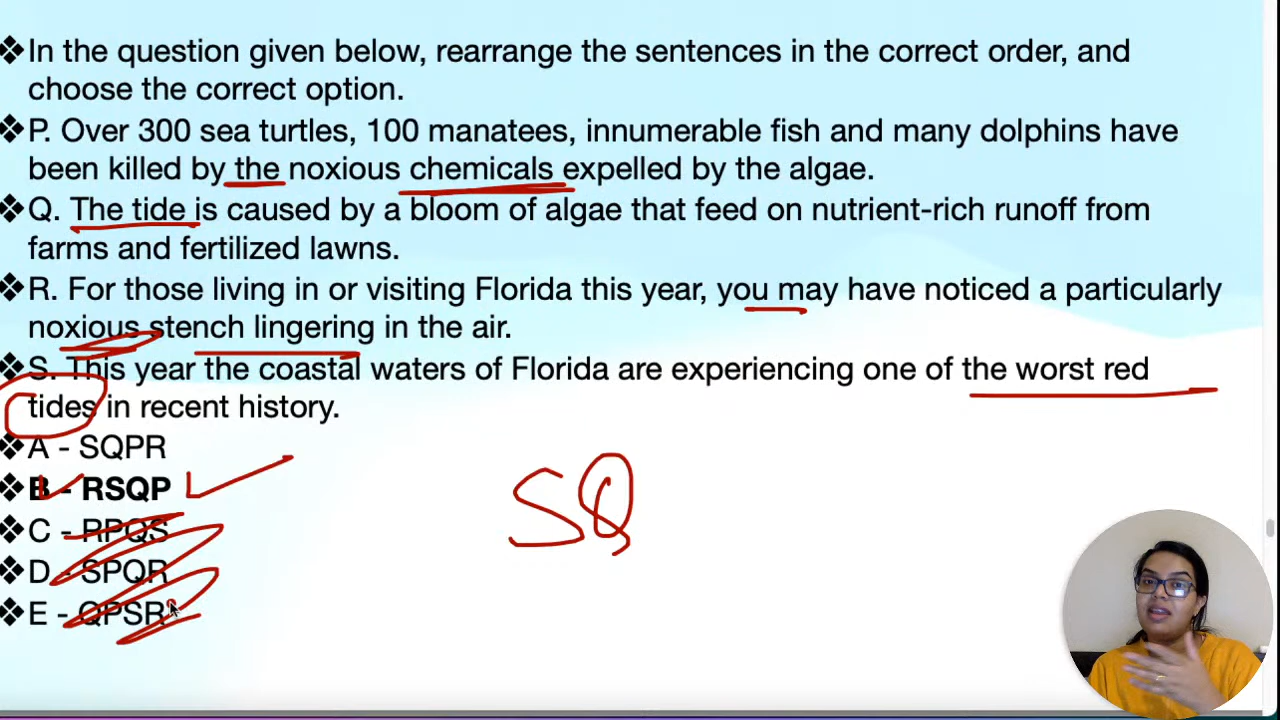 ❖In the question given below, rearrange the sentences in the correct order, and
choose the correct option.
❖P. Over 300 sea turtles, 100 manatees, innumerable fish and many dolphins have
been killed by the noxious chemicals expelled by the algae.
❖Q. The tide is caused by a bloom of algae that feed on nutrient-rich runoff from
farms and fertilized lawns.
❖R. For those living in or visiting Florida this year, you may have noticed a particularly
noxious stench lingering in the air.
❖S. This year the coastal waters of Florida are experiencing one of the worst red
tides in recent history.
❖A - SQPR
❖B - RSQP
❖C - RPQS
❖D - SPQR
❖E - QPSR
SQ